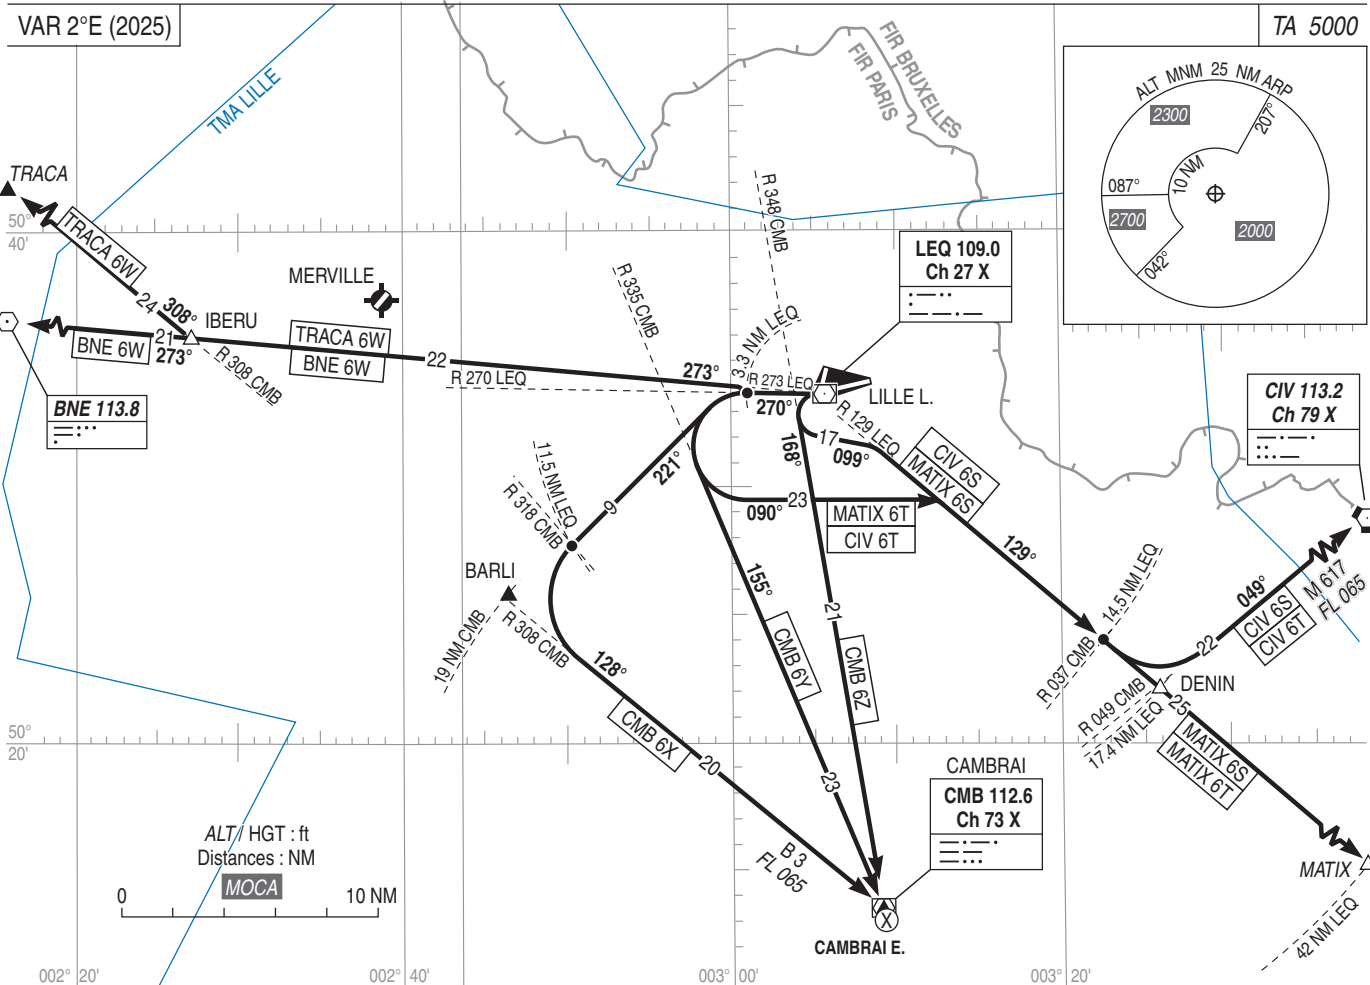 VAR 2°E (2025)
TA 5000
TMA LILLE
FIR BRUXELLES
FIR PARIS
ALT MNM 25 NM ARP
2300
207°
10 NM
087°
2700
2000
042°
TRACA
50°
40'
TRACA 6W
24
308°
MERVILLE
IBERU
R 348 CMB
R 335 CMB
LEQ 109.0
Ch 27 X
BNE 6W
21
273°
R 308 CMB
TRACA 6W
BNE 6W
22
R 270 LEQ
273°
3.3 NM LEQ
R 273 LEQ
270°
LILLE L.
BNE 113.8
CIV 113.2
Ch 79 X
R 129 LEQ
17
099°
168°
CIV 6S
MATIX 6S
221°
11.5 NM LEQ
R 318 CMB
9
090°
23
MATIX 6T
CIV 6T
129°
BARLI
19 NM CMB
R 308 CMB
155°
21
14.5 NM LEQ
R 037 CMB
049°
M 617
FL 065
CIV 6S
CIV 6T
22
128°
CMB 6Y
CMB 6Z
DENIN
R 049 CMB
17.4 NM LEQ
25
MATIX 6S
MATIX 6T
CMB 6X
20
23
50°
20'
CAMBRAI
CMB 112.6
Ch 73 X
ALT / HGT : ft
Distances : NM
MOCA
0
10 NM
B 3
FL 065
MATIX
42 NM LEQ
X
CAMBRAI E.
002° 20'
002° 40'
003° 00'
003° 20'